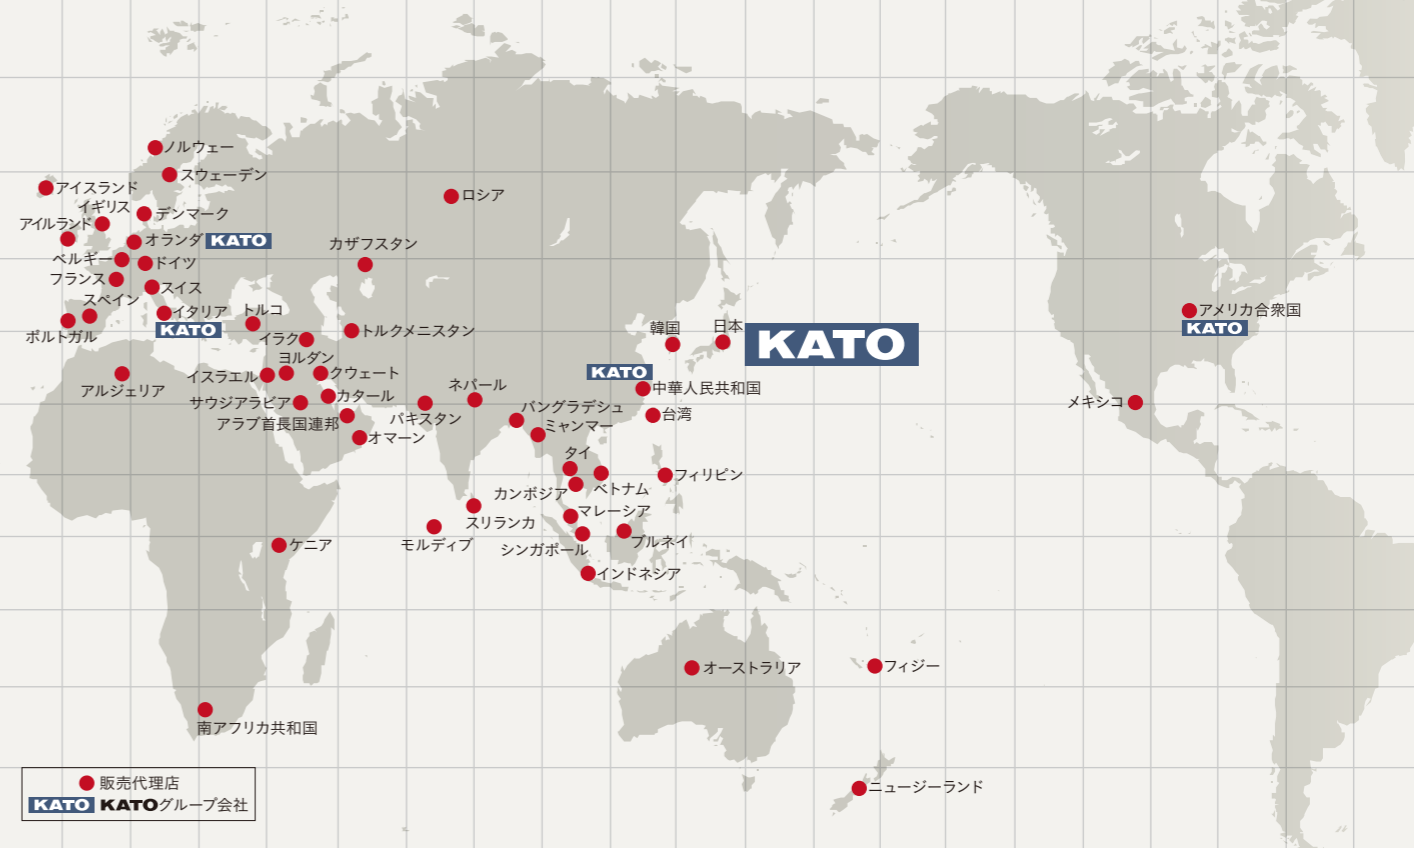 ノルウェー
スウェーデン
アイスランド
ロシア
イギリス
デンマーク
アイルランド
オランダ KATO
カザフスタン
ベルギー
ドイツ
フランス
スイス
スペイン
イタリア
KATO
トルコ
アメリカ合衆国
KATO
ポルトガル
イラク
トルクメニスタン
韓国
日本
KATO
ヨルダン
イスラエル
クウェート
KATO
中華人民共和国
アルジェリア
ネパール
サウジアラビア
カタール
メキシコ
アラブ首長国連邦
パキスタン
バングラデシュ
台湾
ミャンマー
オマーン
タイ
フィリピン
カンボジア
ベトナム
マレーシア
スリランカ
モルディブ
シンガポール
ブルネイ
ケニア
インドネシア
オーストラリア
フィジー
南アフリカ共和国
ニュージーランド
販売代理店
KATO KATOグループ会社